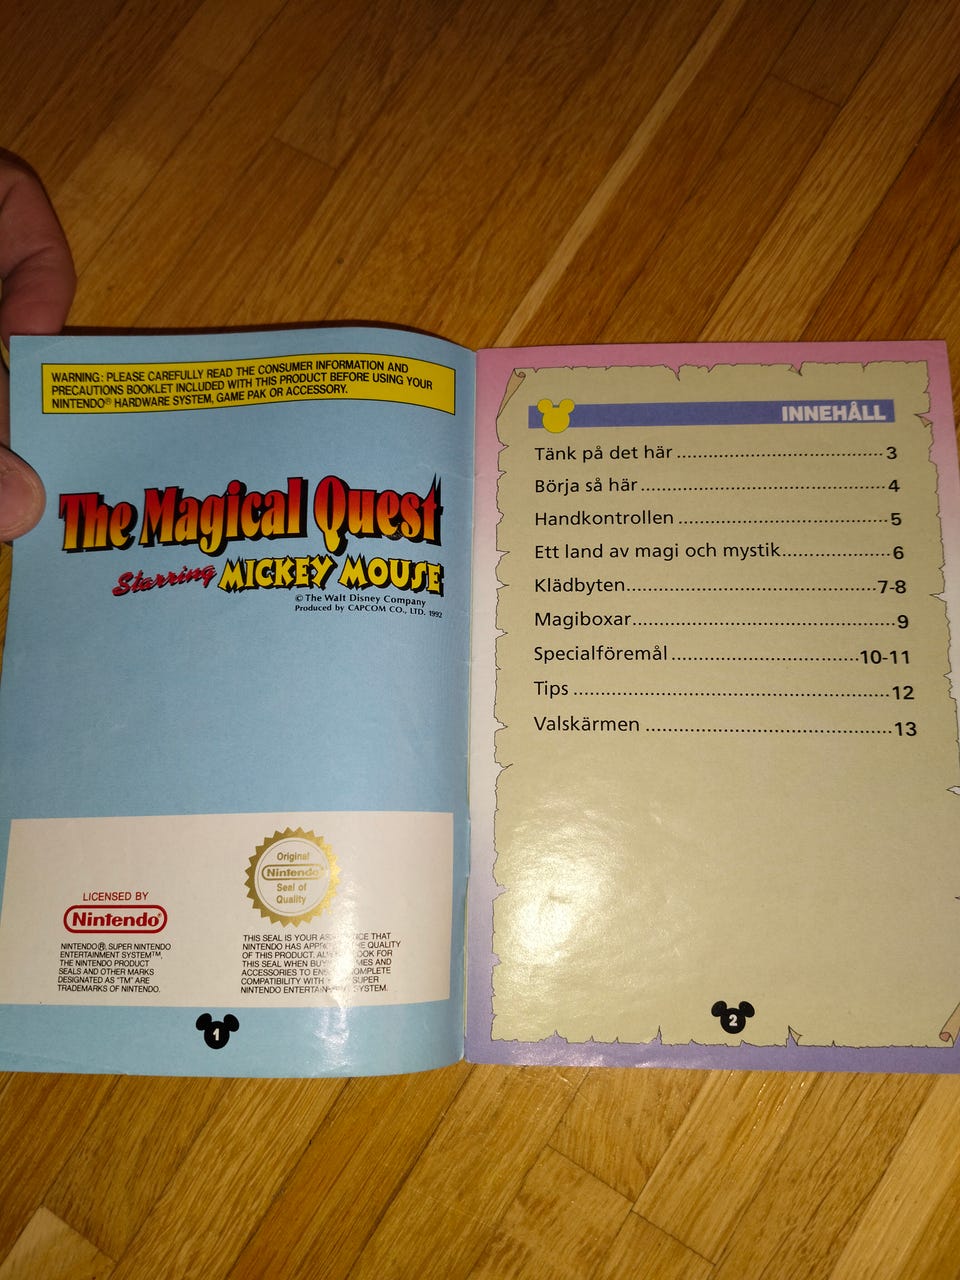 WARNING: PLEASE CAREFULLY READ THE CONSUMER INFORMATION AND
PRECAUTIONS BOOKLET INCLUDED WITH THIS PRODUCT BEFORE USING YOUR
NINTENDO® HARDWARE SYSTEM, GAME PAK OR ACCESSORY.
The Magical Quest
Starring MICKEY MOUSE
© The Walt Disney Company
Produced by CAPCOM CO., LTD. 1992
LICENSED BY
Nintendo®
NINTENDO®, SUPER NINTENDO
ENTERTAINMENT SYSTEM™,
THE NINTENDO PRODUCT
SEALS AND OTHER MARKS
DESIGNATED AS "TM" ARE
TRADEMARKS OF NINTENDO.
Original
Nintendo®
Seal of
Quality
THIS SEAL IS YOUR THAT
NINTENDO HAS THE QUALITY
OF THIS PRODUCT. LOOK FOR
THIS SEAL WHEN GAMES AND
ACCESSORIES TO COMPLETE
COMPATIBILITY WITH SUPER
NINTENDO SYSTEM.
1
INNEHÅLL
Tänk på det här ..................................... 3
Börja så här ............................................ 4
Handkontrollen ...................................... 5
Ett land av magi och mystik.................... 6
Klädbyten............................................. 7-8
Magiboxar............................................... 9
Specialföremål .................................. 10-11
Tips ......................................................... 12
Valskärmen ............................................ 13
2